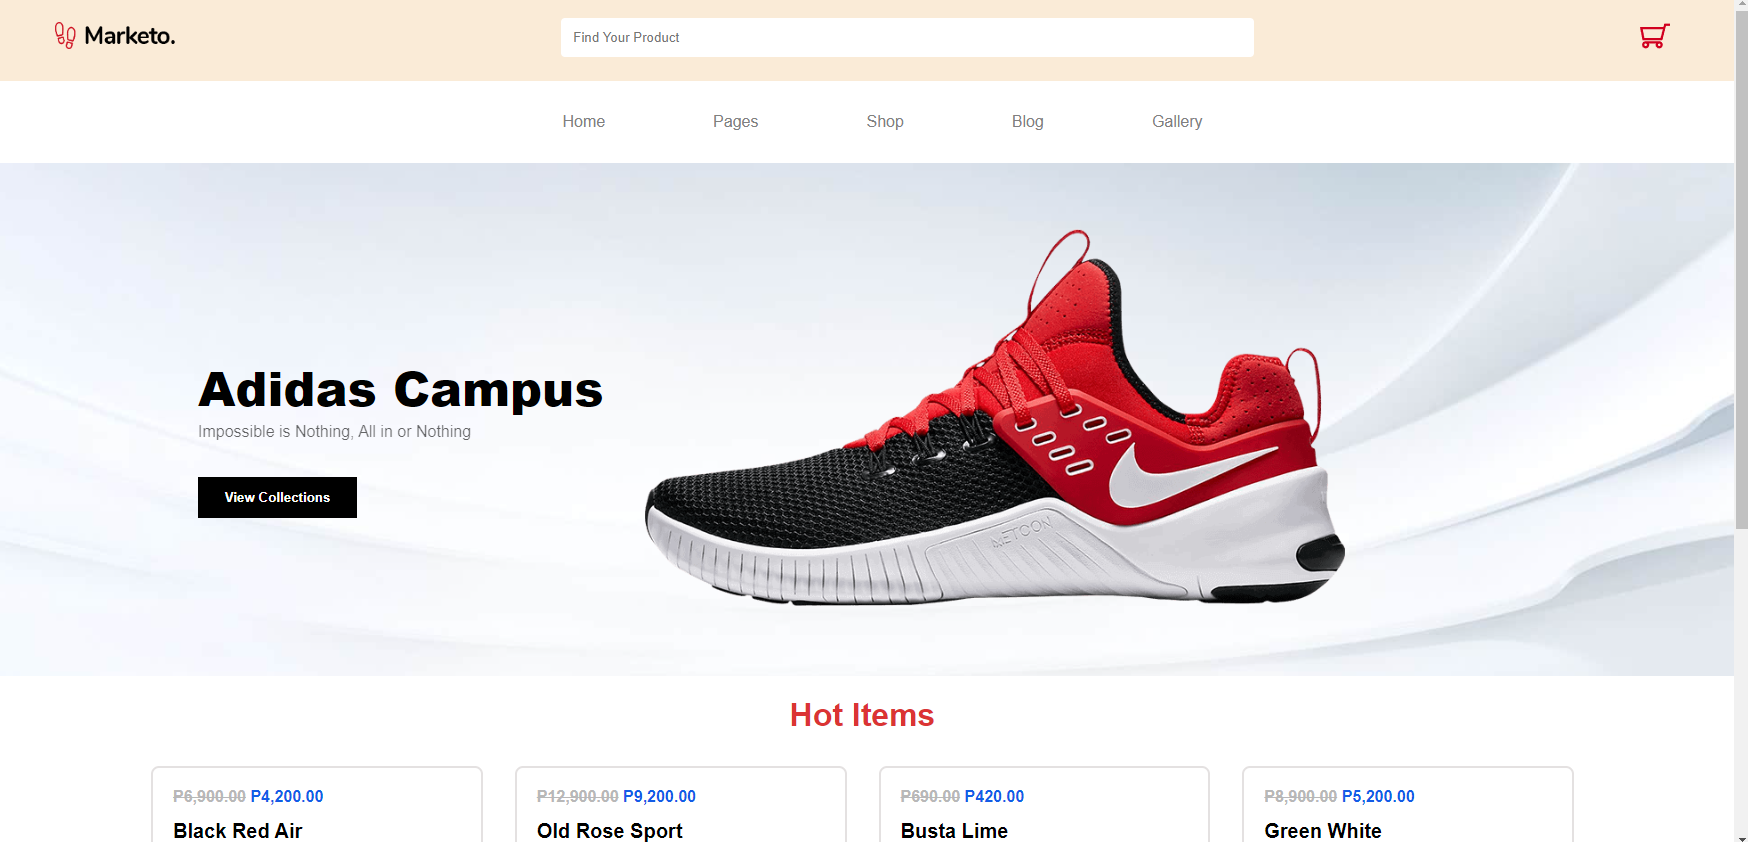 Marketo.
Find Your Product
Home Pages Shop Blog Gallery
Adidas Campus
Impossible is Nothing, All in or Nothing
View Collections
METCON
Hot Items
P6,900.00 P4,200.00
Black Red Air
P12,900.00 P9,200.00
Old Rose Sport
P690.00 P420.00
Busta Lime
P8,900.00 P5,200.00
Green White